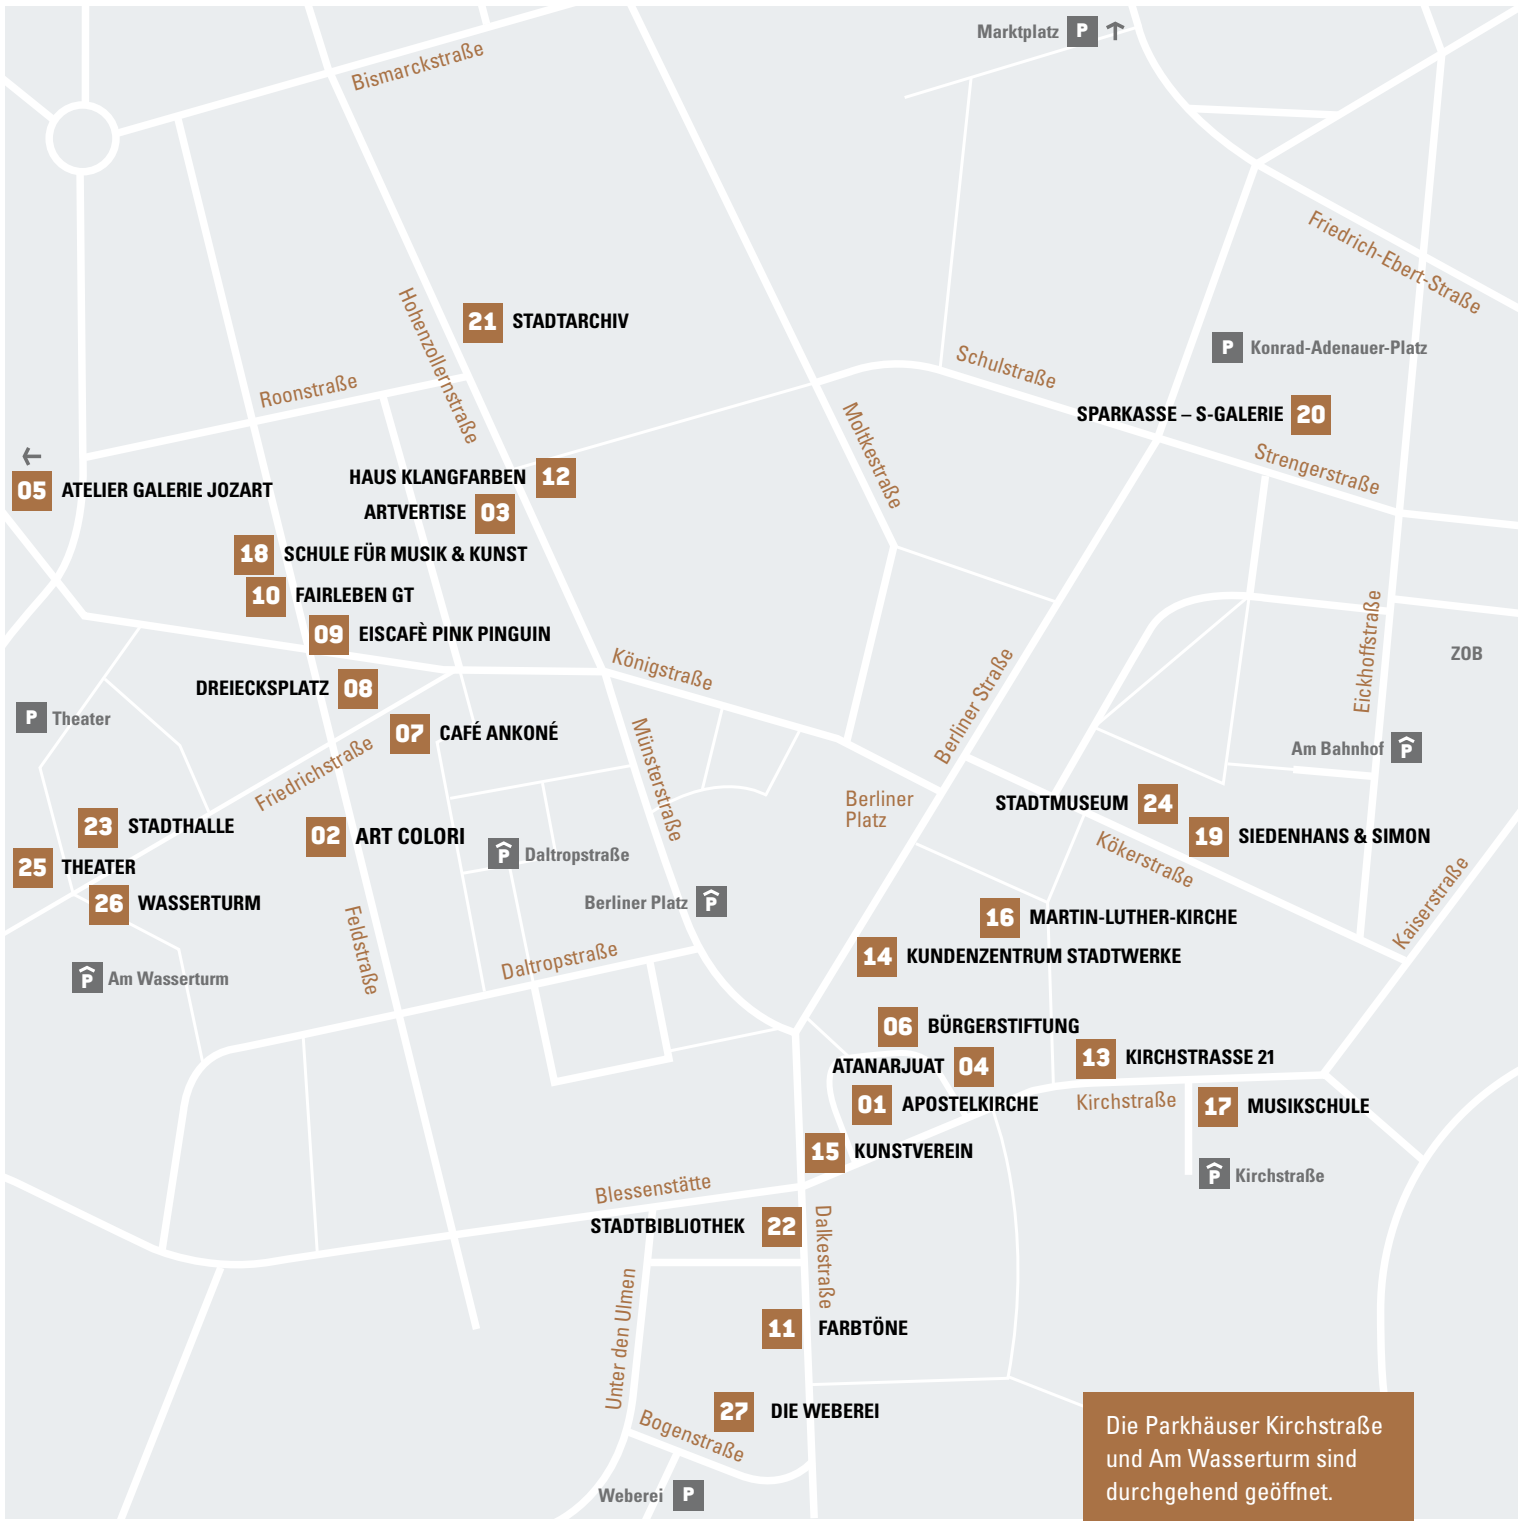 Marktplatz P
Bismarckstraße
Friedrich-Ebert-Straße
Hohenzollernstraße
21 STADTARCHIV
P Konrad-Adenauer-Platz
Schulstraße
Roonstraße
SPARKASSE – S-GALERIE 20
Moltkestraße
Strengerstraße
HAUS KLANGFARBEN 12
05 ATELIER GALERIE JOZART
ARTVERTISE 03
18 SCHULE FÜR MUSIK & KUNST
10 FAIRLEBEN GT
09 EISCAFÈ PINK PINGUIN
Eickhoffstraße
ZOB
Königstraße
DREIECKSPLATZ 08
Berliner Straße
P Theater
07 CAFÉ ANKONÉ
Münsterstraße
Am Bahnhof P
Friedrichstraße
Berliner
Platz
STADTMUSEUM 24
23 STADTHALLE
02 ART COLORI
19 SIEDENHANS & SIMON
P Daltropstraße
Kökerstraße
25 THEATER
26 WASSERTURM
Berliner Platz P
Kaiserstraße
16 MARTIN-LUTHER-KIRCHE
Feldstraße
14 KUNDENZENTRUM STADTWERKE
Daltropstraße
P Am Wasserturm
06 BÜRGERSTIFTUNG
13 KIRCHSTRASSE 21
ATANARJUAT 04
01 APOSTELKIRCHE
Kirchstraße
17 MUSIKSCHULE
15 KUNSTVEREIN
P Kirchstraße
Blessenstätte
STADTBIBLIOTHEK 22
Dalkestraße
Unter den Ulmen
11 FARBTÖNE
27 DIE WEBEREI
Bogenstraße
Weberei P
Die Parkhäuser Kirchstraße
und Am Wasserturm sind
durchgehend geöffnet.